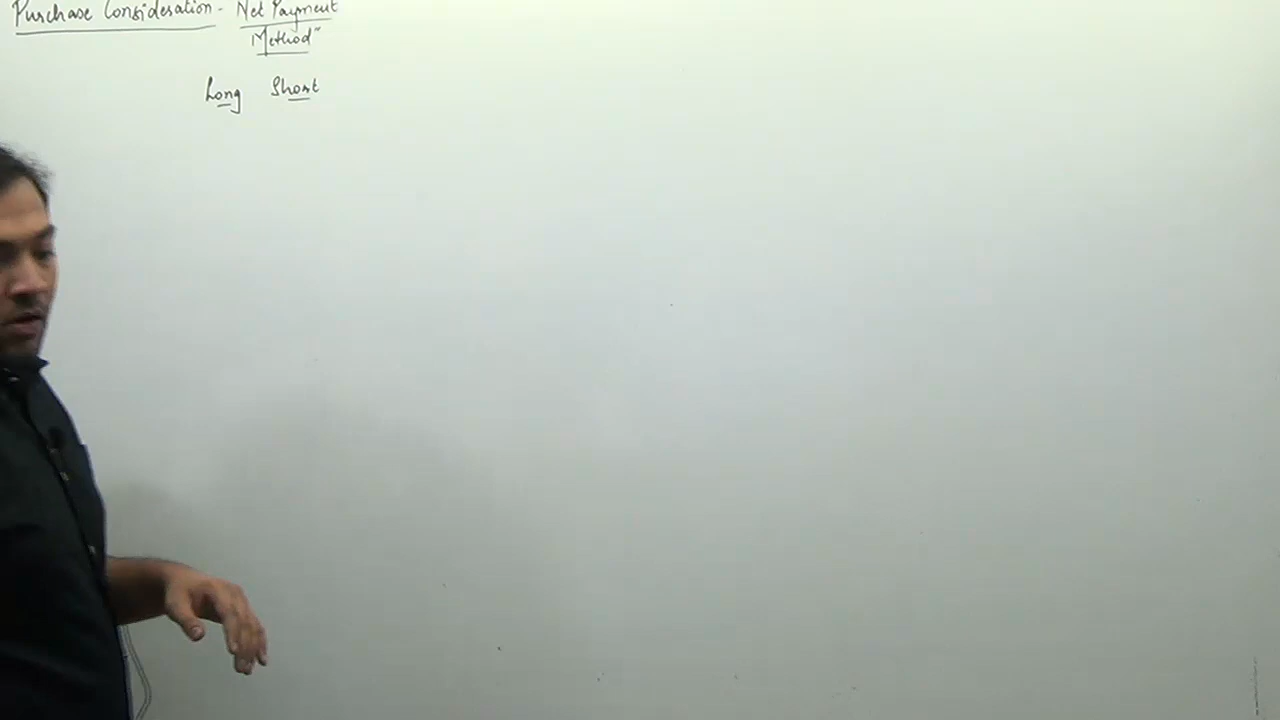 Purchase Consideration - Net Payment
Method"
Long Short